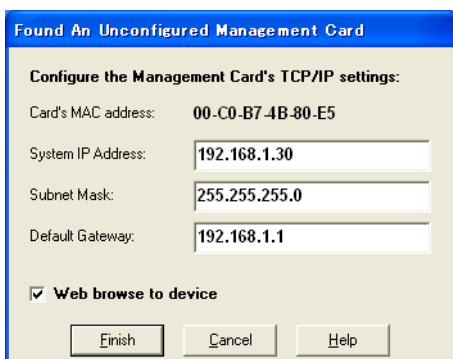 Found An Unconfigured Management Card
Configure the Management Card's TCP/IP settings:
Card's MAC address: 00-C0-B7-4B-80-E5
System IP Address: 192.168.1.30
Subnet Mask: 255.255.255.0
Default Gateway: 192.168.1.1
Web browse to device
Finish Cancel Help